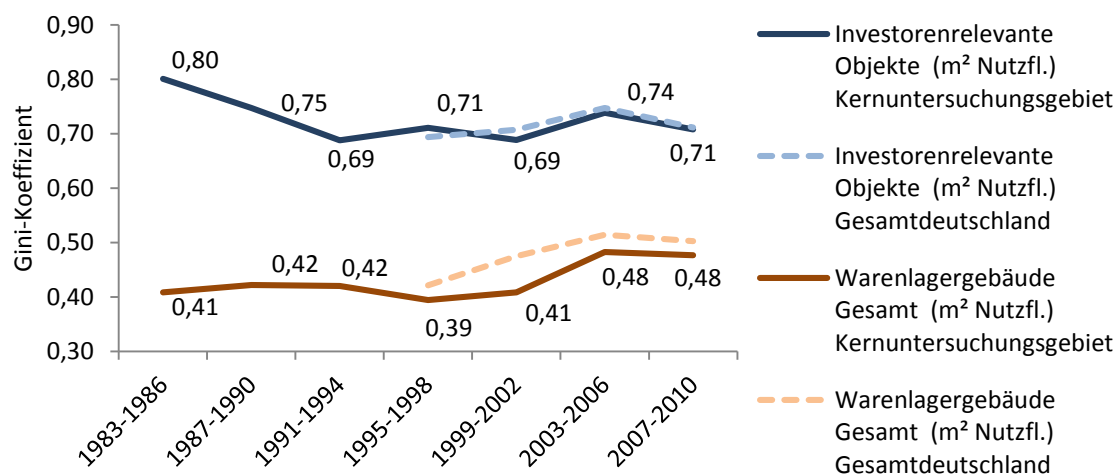 0,90
0,80
0,70
0,60
0,50
0,40
0,30
Gini-Koeffizient
0,80
0,75
0,69
0,71
0,69
0,74
0,71
0,41
0,42
0,42
0,39
0,41
0,48
0,48
1983-1986
1987-1990
1991-1994
1995-1998
1999-2002
2003-2006
2007-2010
Investorenrelevante
Objekte (m² Nutzfl.)
Kernuntersuchungsgebiet
Investorenrelevante
Objekte (m² Nutzfl.)
Gesamtdeutschland
Warenlagergebäude
Gesamt (m² Nutzfl.)
Kernuntersuchungsgebiet
Warenlagergebäude
Gesamt (m² Nutzfl.)
Gesamtdeutschland